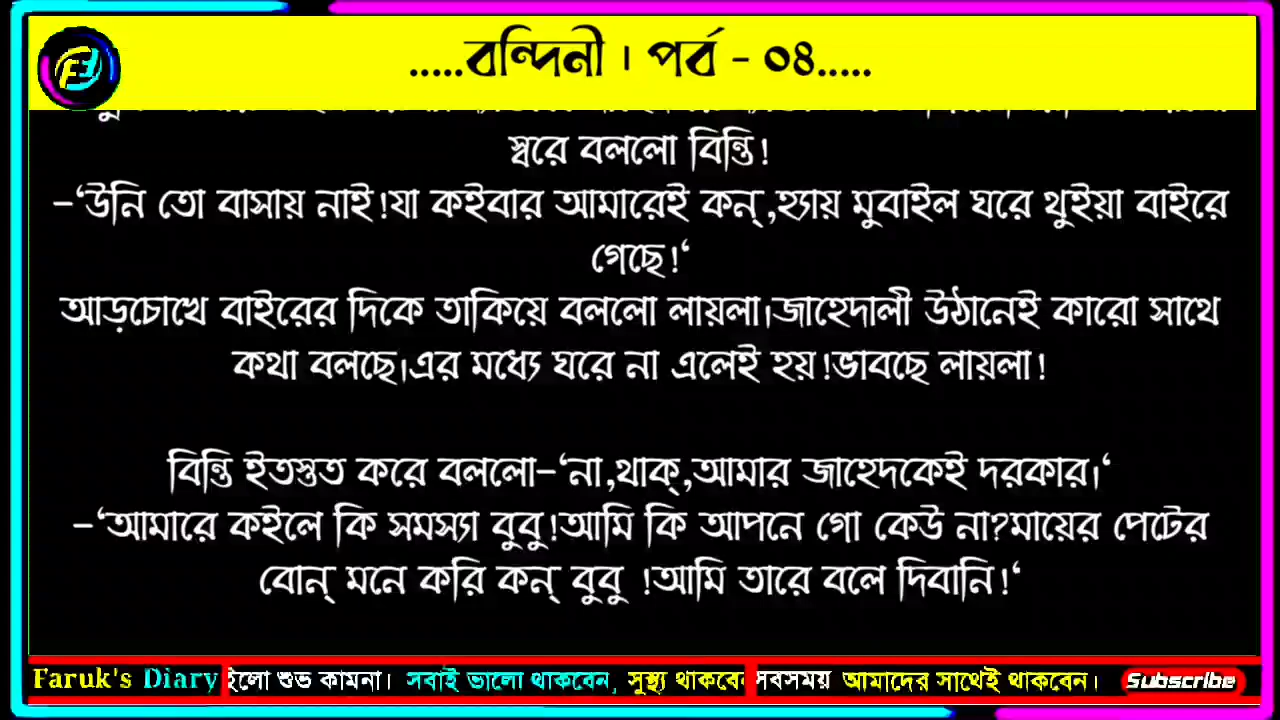 .....বন্দিনী । পর্ব - ০৪.....
স্বরে বললো বিন্তি!
-‘উনি তো বাসায় নাই!যা কইবার আমারেই কন্,হ্যায় মুবাইল ঘরে থুইয়া বাইরে
গেছে!‘
আড়চোখে বাইরের দিকে তাকিয়ে বললো লায়লা।জাহেদালী উঠানেই কারো সাথে
কথা বলছে।এর মধ্যে ঘরে না এলেই হয়!ভাবছে লায়লা!
বিন্তি ইতস্তত করে বললো-‘না,থাক্,আমার জাহেদকেই দরকার।‘
-‘আমারে কইলে কি সমস্যা বুবু!আমি কি আপনে গো কেউ না?মায়ের পেটের
বোন্ মনে করি কন্ বুবু !আমি তারে বলে দিবানি!‘
Faruk's Diary ইলো শুভ কামনা। সবাই ভালো থাকবেন, সুস্থ্য থাকবে সবসময় আমাদের সাথেই থাকবেন। Subscribe